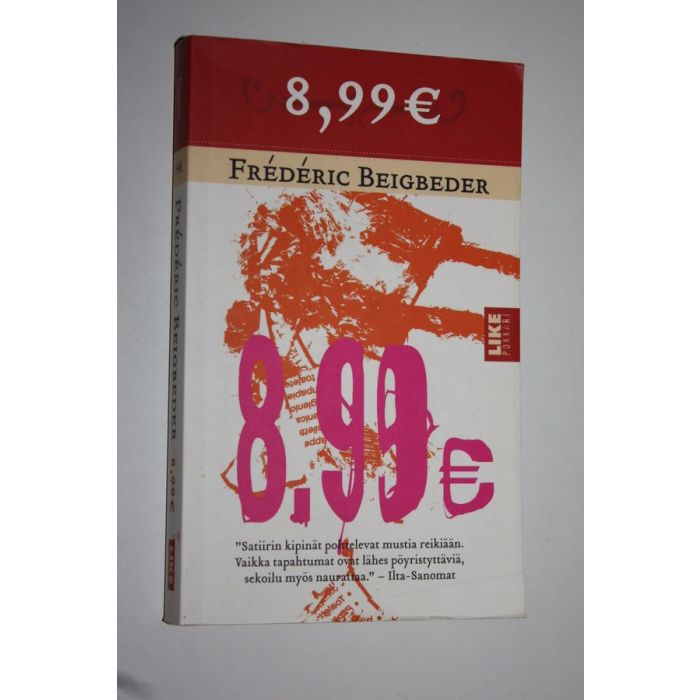 8,99€
FRÉDÉRIC BEIGBEDER
LIKE
POKKARI
8.99€
"Satiirin kipinät polttelevat mustia reikiään.
Vaikka tapahtumat ovat lähes pöyristyttäviä,
sekoilu myös naurattaa." – Ilta-Sanomat
FRÉDÉRIC BEIGBEDER 8,99€
LIKE